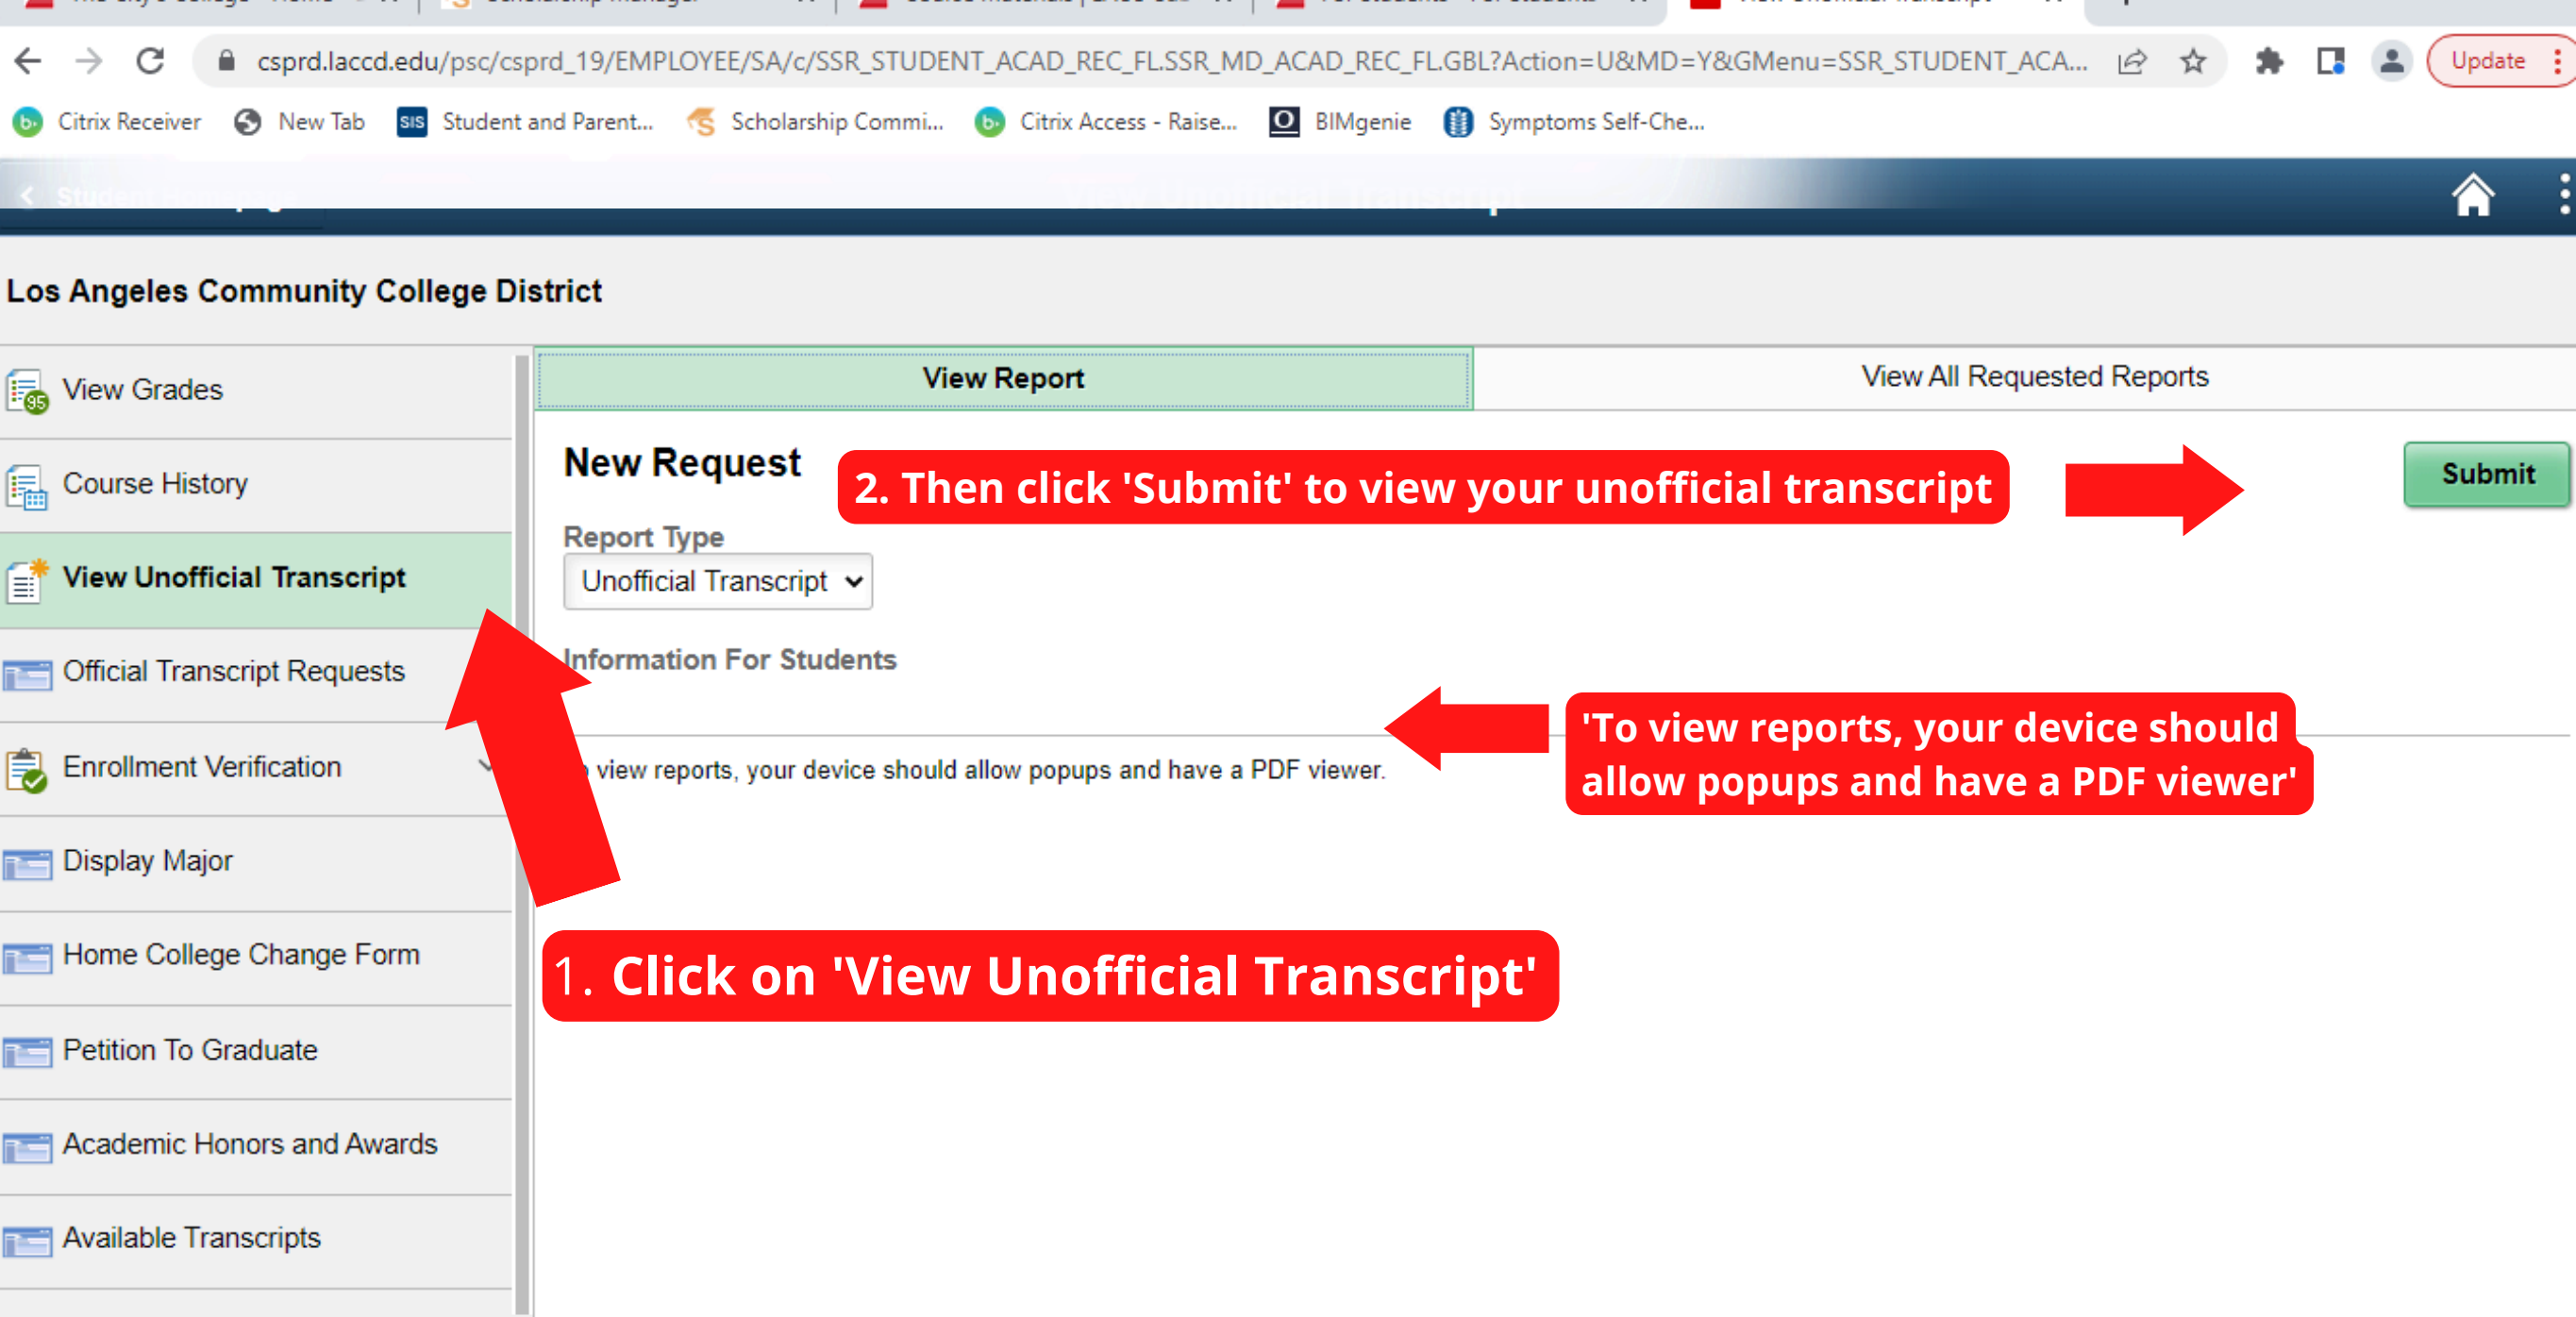 csprd.laccd.edu/psc/csprd_19/EMPLOYEE/SA/c/SSR_STUDENT_ACAD_REC_FL.SSR_MD_ACAD_REC_FL.GBL?Action=U&MD=Y&GMenu=SSR_STUDENT_ACA...
Update
Citrix Receiver
New Tab
SIS
Student and Parent...
Scholarship Commi...
Citrix Access - Raise...
BIMgenie
Symptoms Self-Che...
Los Angeles Community College District
View Grades
Course History
View Unofficial Transcript
Official Transcript Requests
Enrollment Verification
Display Major
Home College Change Form
Petition To Graduate
Academic Honors and Awards
Available Transcripts
View Report
View All Requested Reports
New Request
2. Then click 'Submit' to view your unofficial transcript
Submit
Report Type
Unofficial Transcript
Information For Students
'To view reports, your device should
allow popups and have a PDF viewer'
view reports, your device should allow popups and have a PDF viewer.
1. Click on 'View Unofficial Transcript'